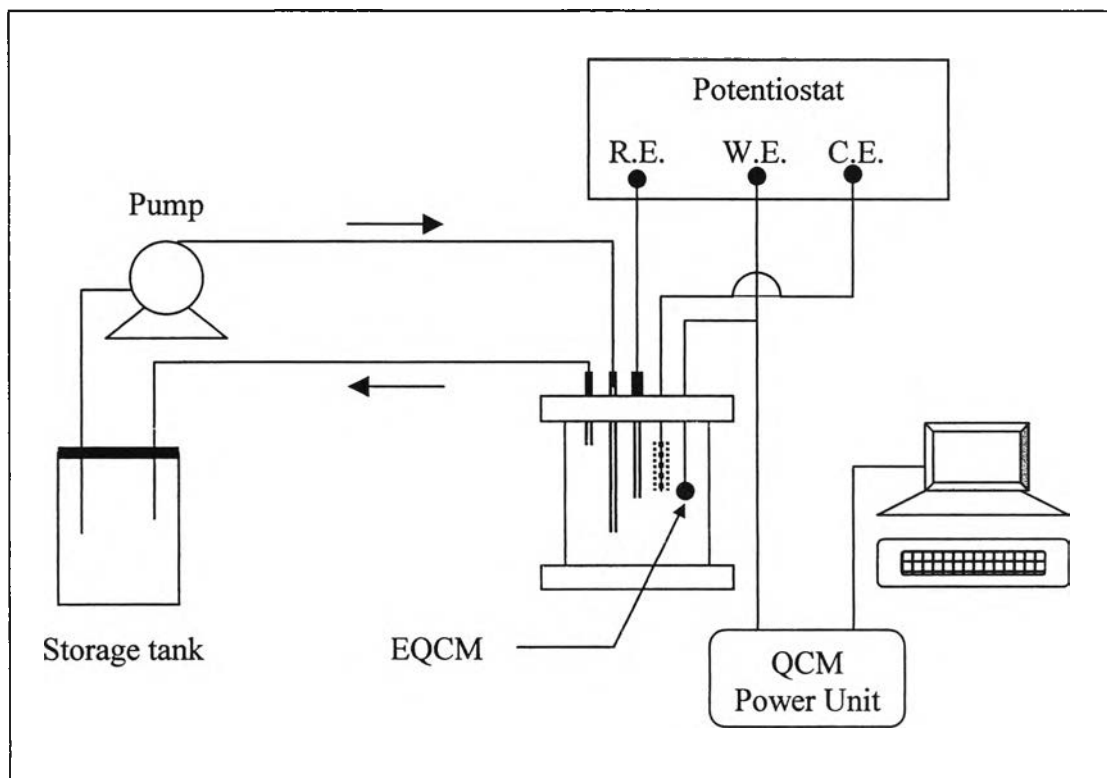 Potentiostat
R.E. W.E. C.E.
Pump
Storage tank
EQCM
QCM
Power Unit